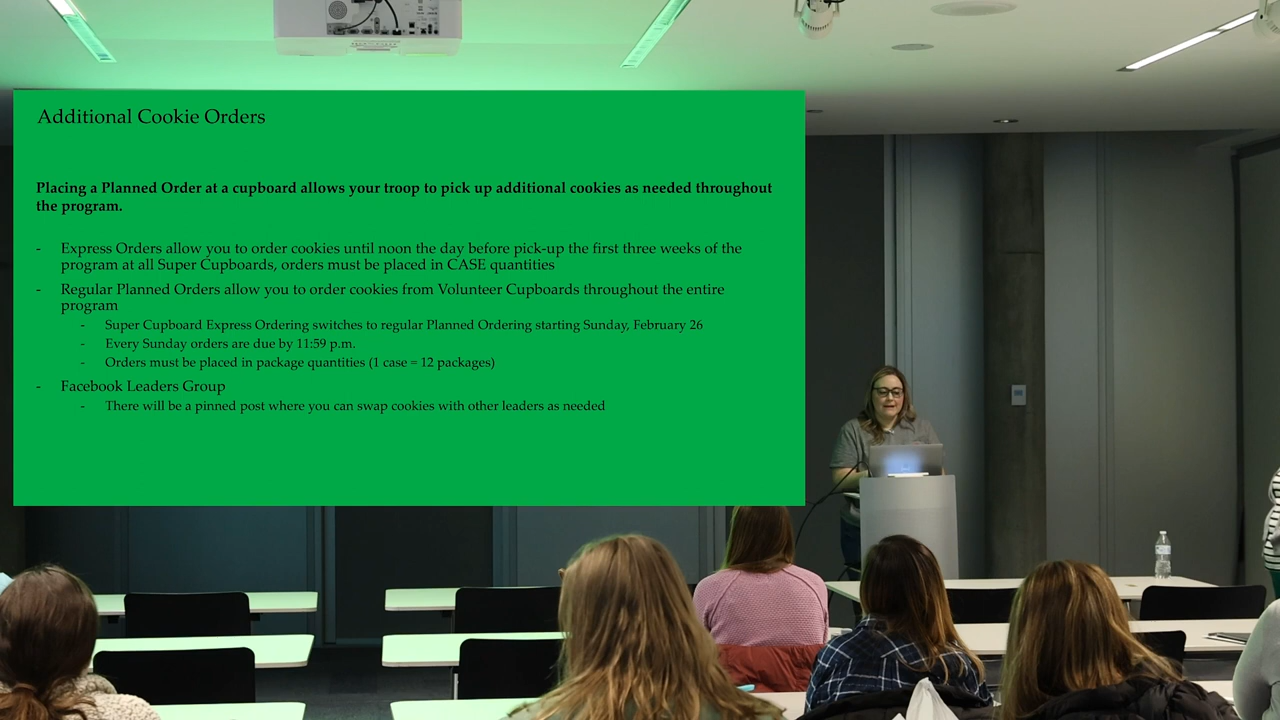 Additional Cookie Orders
Placing a Planned Order at a cupboard allows your troop to pick up additional cookies as needed throughout
the program.
- Express Orders allow you to order cookies until noon the day before pick-up the first three weeks of the
program at all Super Cupboards, orders must be placed in CASE quantities
- Regular Planned Orders allow you to order cookies from Volunteer Cupboards throughout the entire
program
- Super Cupboard Express Ordering switches to regular Planned Ordering starting Sunday, February 26
- Every Sunday orders are due by 11:59 p.m.
- Orders must be placed in package quantities (1 case = 12 packages)
- Facebook Leaders Group
- There will be a pinned post where you can swap cookies with other leaders as needed